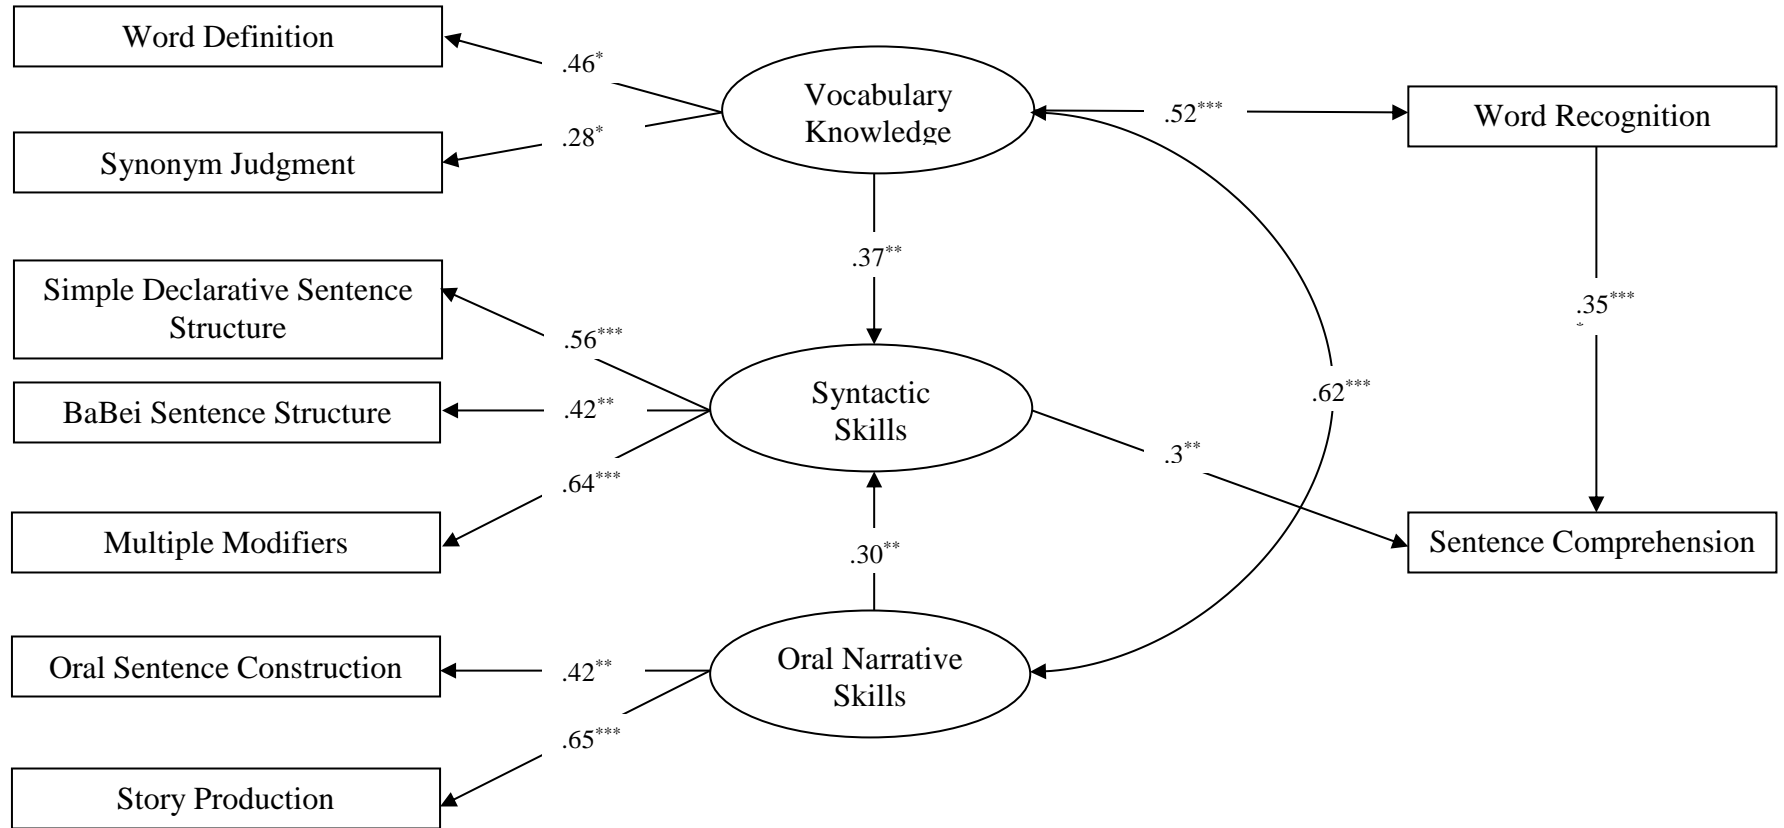 Word Definition
.46*
Vocabulary
Knowledge
.52***
Word Recognition
Synonym Judgment
.28*
.37**
Simple Declarative Sentence
Structure
.56***
.35***
*
BaBei Sentence Structure
.42**
Syntactic
Skills
.62***
.64***
.3**
Multiple Modifiers
.30**
Sentence Comprehension
Oral Sentence Construction
.42**
Oral Narrative
Skills
.65***
Story Production